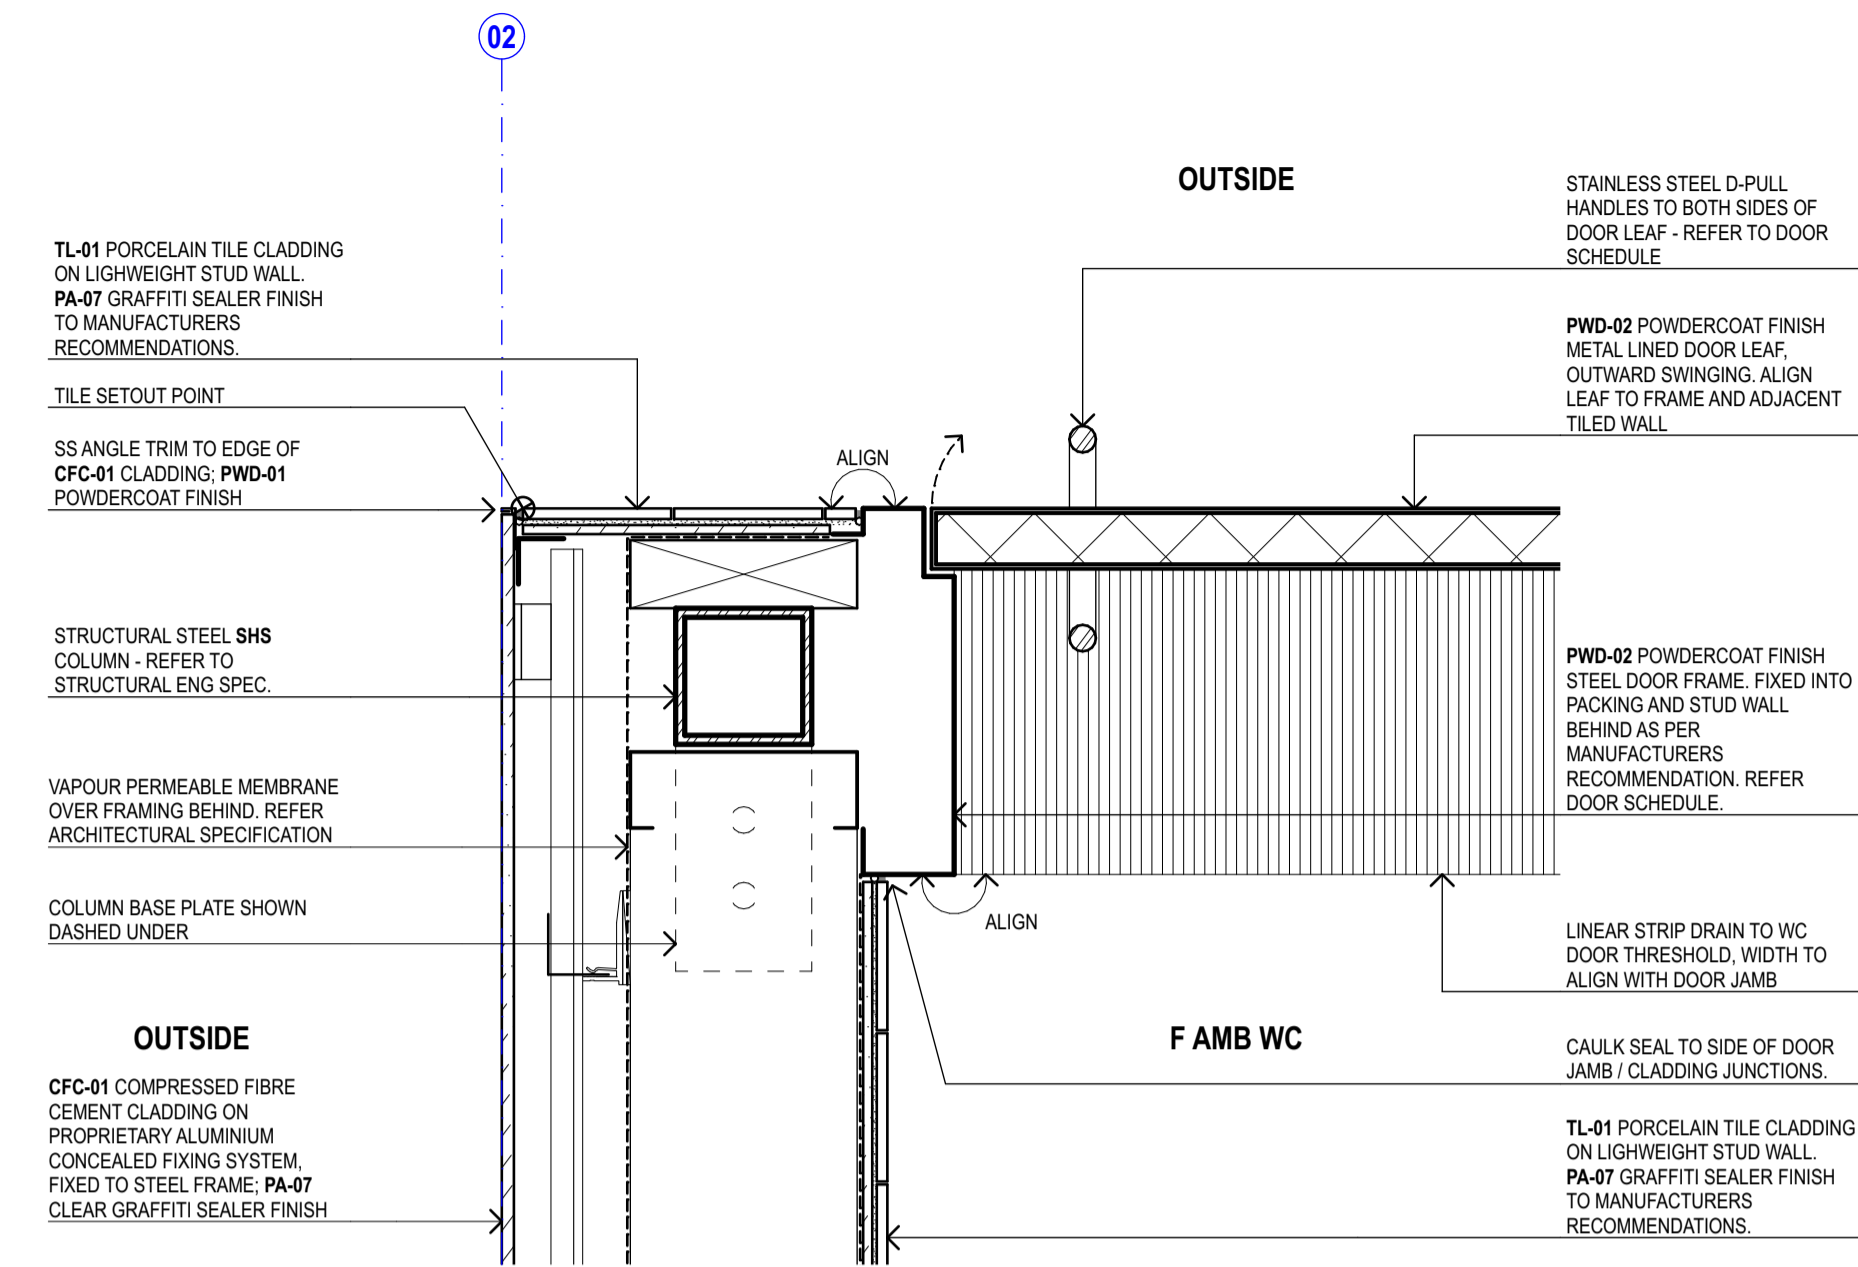 02
OUTSIDE
TL-01 PORCELAIN TILE CLADDING
ON LIGHWEIGHT STUD WALL.
PA-07 GRAFFITI SEALER FINISH
TO MANUFACTURERS
RECOMMENDATIONS.
TILE SETOUT POINT
SS ANGLE TRIM TO EDGE OF
CFC-01 CLADDING; PWD-01
POWDERCOAT FINISH
STRUCTURAL STEEL SHS
COLUMN - REFER TO
STRUCTURAL ENG SPEC.
VAPOUR PERMEABLE MEMBRANE
OVER FRAMING BEHIND. REFER
ARCHITECTURAL SPECIFICATION
COLUMN BASE PLATE SHOWN
DASHED UNDER
OUTSIDE
CFC-01 COMPRESSED FIBRE
CEMENT CLADDING ON
PROPRIETARY ALUMINIUM
CONCEALED FIXING SYSTEM,
FIXED TO STEEL FRAME; PA-07
CLEAR GRAFFITI SEALER FINISH
ALIGN
ALIGN
F AMB WC
STAINLESS STEEL D-PULL
HANDLES TO BOTH SIDES OF
DOOR LEAF - REFER TO DOOR
SCHEDULE
PWD-02 POWDERCOAT FINISH
METAL LINED DOOR LEAF,
OUTWARD SWINGING. ALIGN
LEAF TO FRAME AND ADJACENT
TILED WALL
PWD-02 POWDERCOAT FINISH
STEEL DOOR FRAME. FIXED INTO
PACKING AND STUD WALL
BEHIND AS PER
MANUFACTURERS
RECOMMENDATION. REFER
DOOR SCHEDULE.
LINEAR STRIP DRAIN TO WC
DOOR THRESHOLD, WIDTH TO
ALIGN WITH DOOR JAMB
CAULK SEAL TO SIDE OF DOOR
JAMB / CLADDING JUNCTIONS.
TL-01 PORCELAIN TILE CLADDING
ON LIGHWEIGHT STUD WALL.
PA-07 GRAFFITI SEALER FINISH
TO MANUFACTURERS
RECOMMENDATIONS.